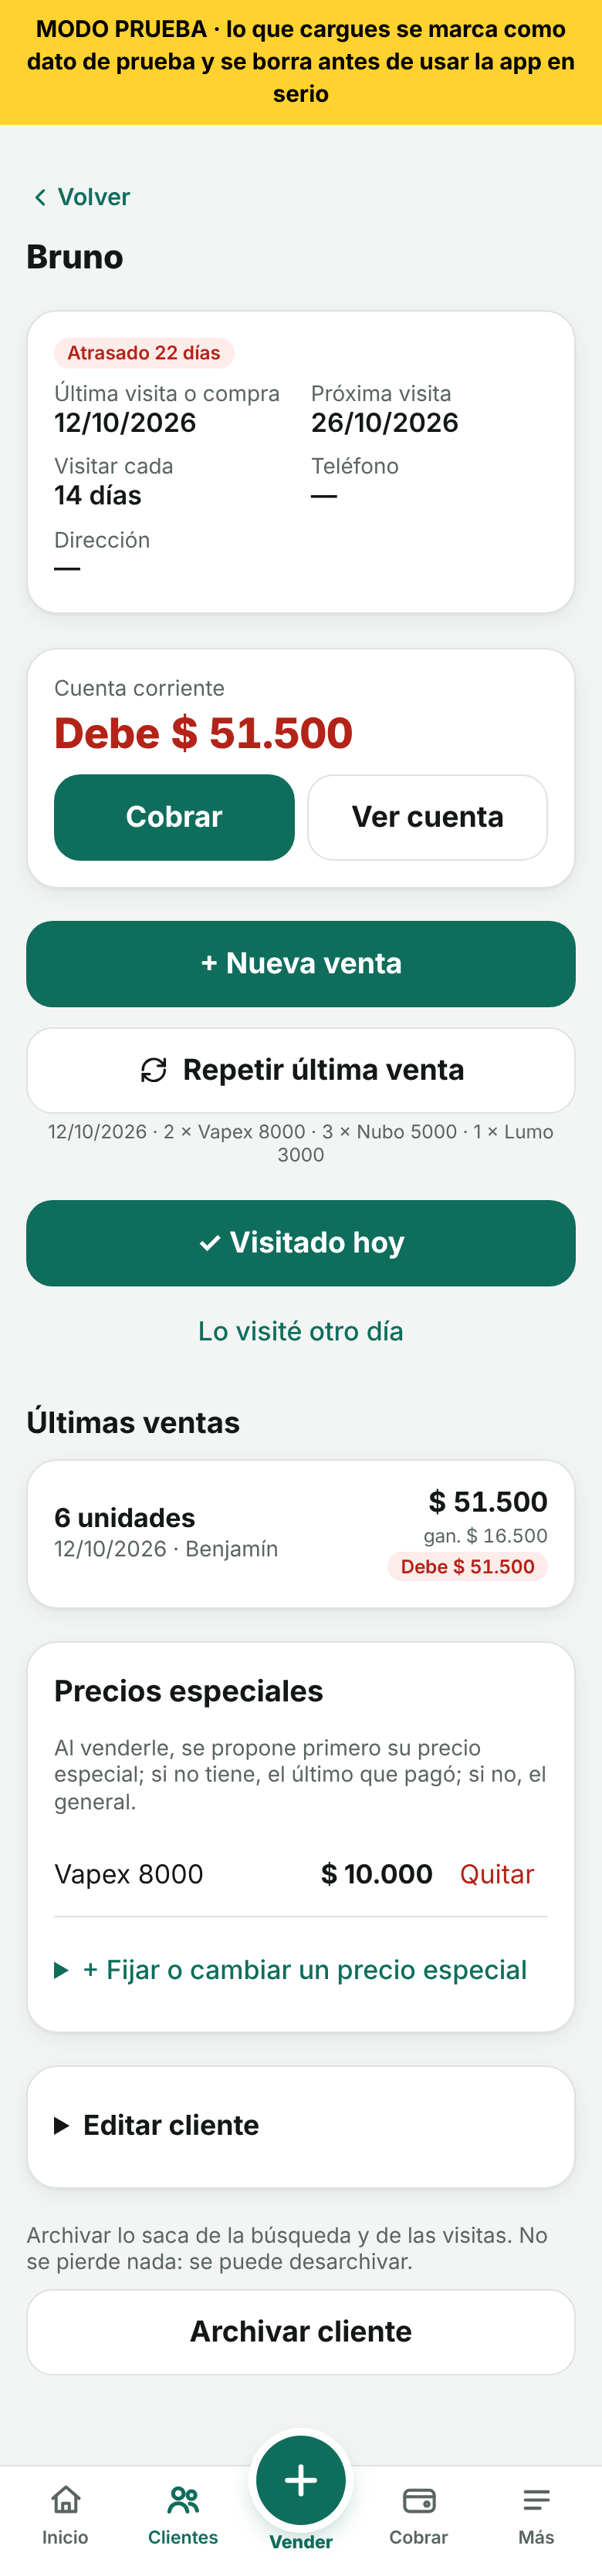 MODO PRUEBA · lo que cargues se marca como
dato de prueba y se borra antes de usar la app en
serio
Volver
Bruno
Atrasado 22 días
Última visita o compra
12/10/2026
Próxima visita
26/10/2026
Visitar cada
14 días
Teléfono
—
Dirección
—
Cuenta corriente
Debe $ 51.500
Cobrar
Ver cuenta
+ Nueva venta
Repetir última venta
12/10/2026 · 2 × Vapex 8000 · 3 × Nubo 5000 · 1 × Lumo
3000
✓ Visitado hoy
Lo visité otro día
Últimas ventas
6 unidades
12/10/2026 · Benjamín
$ 51.500
gan. $ 16.500
Debe $ 51.500
Precios especiales
Al venderle, se propone primero su precio
especial; si no tiene, el último que pagó; si no, el
general.
Vapex 8000 $ 10.000 Quitar
▶ + Fijar o cambiar un precio especial
▶ Editar cliente
Archivar lo saca de la búsqueda y de las visitas. No
se pierde nada: se puede desarchivar.
Archivar cliente
Inicio
Clientes
Vender
Cobrar
Más